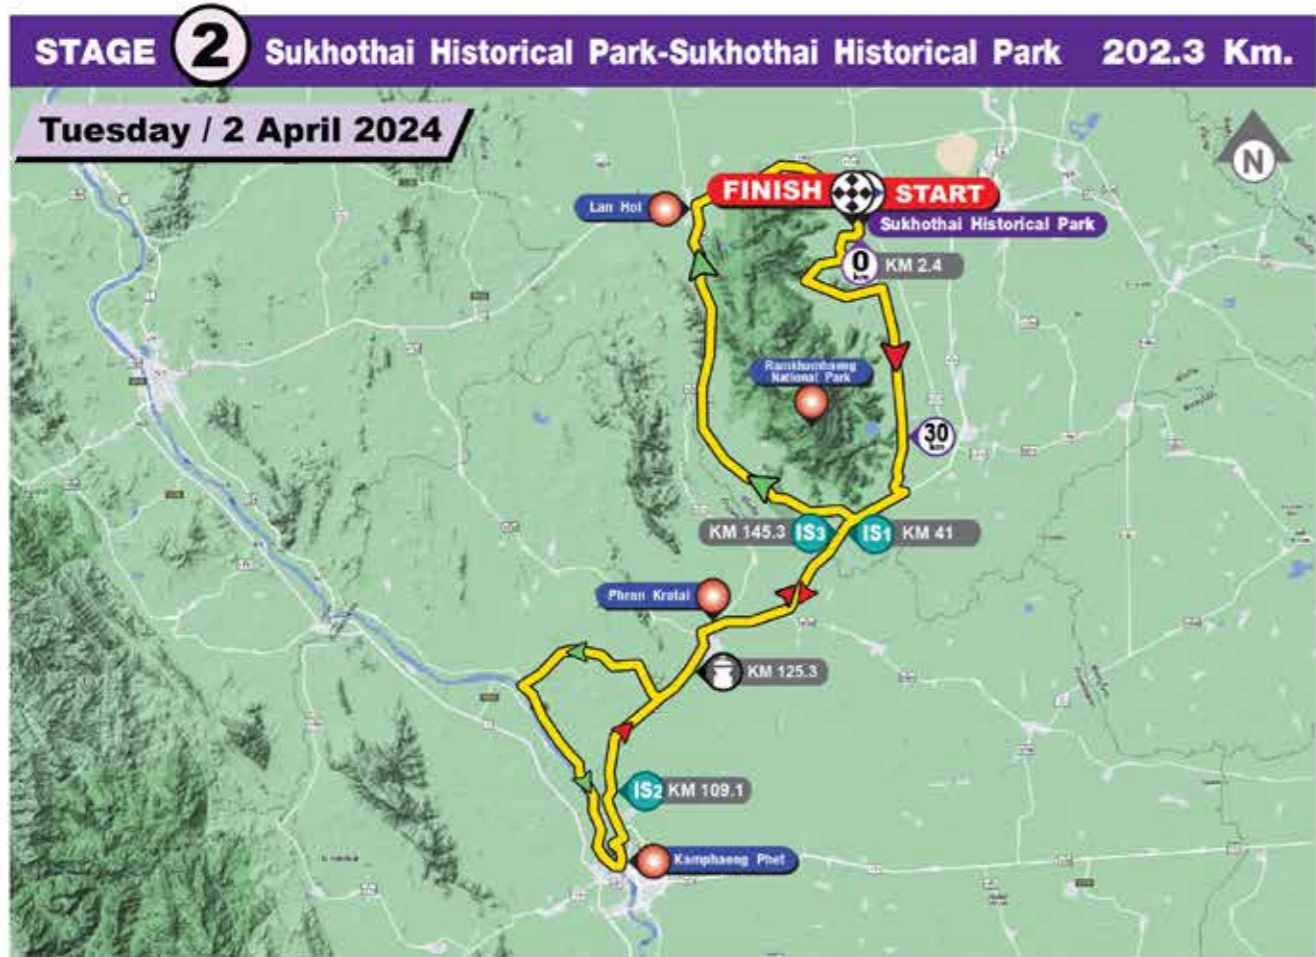 STAGE 2 Sukhothai Historical Park-Sukhothai Historical Park 202.3 Km.
Tuesday / 2 April 2024
N
Lan Hoi
FINISH START
Sukhothai Historical Park
0 km KM 2.4
Ramkhamhaeng
National Park
30 km
KM 145.3 IS3 IS1 KM 41
Phran Kratai
KM 125.3
IS2 KM 109.1
Kamphaeng Phet